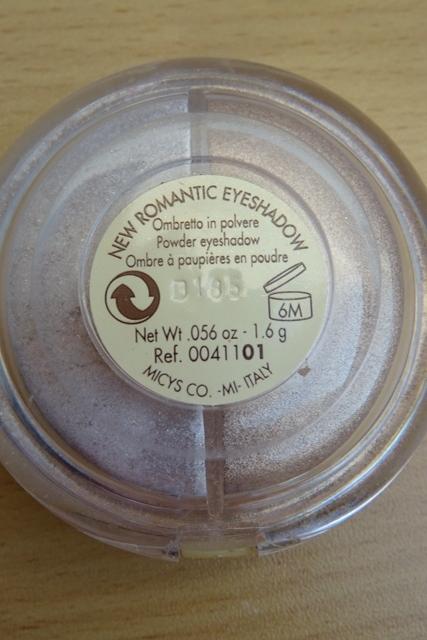 NEW ROMANTIC EYESHADOW
Ombretto in polvere
Powder eyeshadow
Ombre à paupières en poudre
6M
Net Wt .056 oz - 1.6 g
Ref. 0041101
MICYS CO. -MI- ITALY